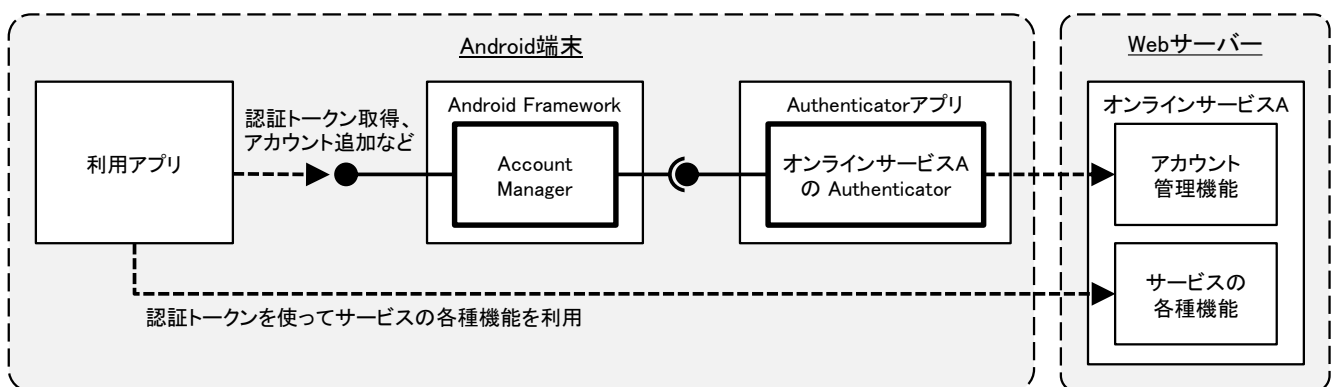 Android端末
Webサーバー
利用アプリ
認証トークン取得、
アカウント追加など
Android Framework
Account
Manager
Authenticatorアプリ
オンラインサービスA
の Authenticator
オンラインサービスA
アカウント
管理機能
サービスの
各種機能
認証トークンを使ってサービスの各種機能を利用